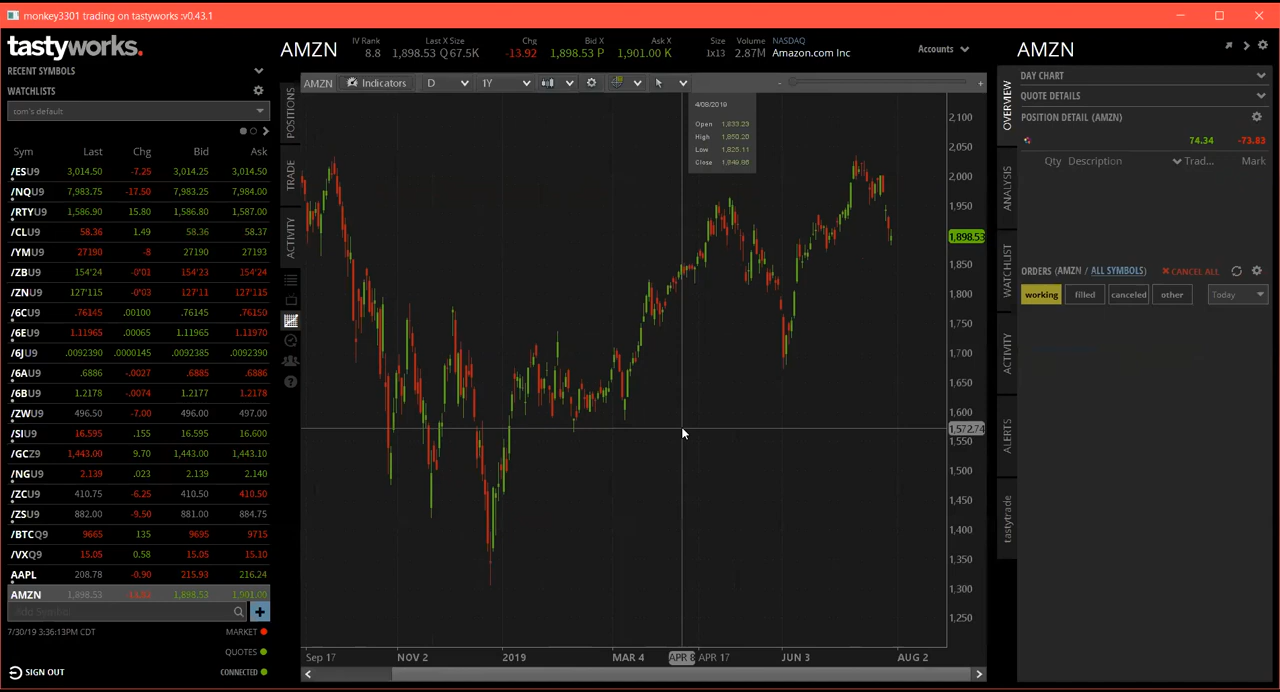 monkey3301 trading on tastyworks :v0.43.1
tastyworks.
RECENT SYMBOLS
WATCHLISTS
tom's default
Sym Last Chg Bid Ask
/ESU9 3,014.50 -7.25 3,014.25 3,014.50
/NQU9 7,983.75 -17.50 7,983.25 7,984.00
/RTYU9 1,586.90 15.80 1,586.80 1,587.00
/CLU9 58.36 1.49 58.36 58.37
/YMU9 27190 -8 27190 27193
/ZBU9 154'24 -0'01 154'23 154'24
/ZNU9 127'115 -0'03 127'11 127'115
/6CU9 .76145 .00100 .76145 .76150
/6EU9 1.11965 .00065 1.11965 1.11970
/6JU9 .0092390 .0000145 .0092385 .0092390
/6AU9 .6886 -.0027 .6885 .6886
/6BU9 1.2178 -.0074 1.2177 1.2178
/ZWU9 496.50 -7.00 496.00 497.00
/SIU9 16.595 .155 16.595 16.600
/GCZ9 1,443.00 9.70 1,443.00 1,443.10
/NGU9 2.139 .023 2.139 2.140
/ZCU9 410.75 -6.25 410.50 410.50
/ZSU9 882.00 -9.50 881.00 884.75
/BTCQ9 9665 135 9695 9715
/VXQ9 15.05 0.58 15.05 15.10
AAPL 208.78 -0.90 215.93 216.24
AMZN 1,898.53 -13.92 1,898.53 1,901.00
Add Symbol
7/30/19 3:36:13PM CDT
MARKET
QUOTES
SIGN OUT
CONNECTED
AMZN
IV Rank
8.8
Last X Size
1,898.53 Q 67.5K
Chg
-13.92
Bid X
1,898.53 P
Ask X
1,901.00 K
Size
1x13
Volume
2.87M
NASDAQ
Amazon.com Inc
Accounts
POSITIONS
TRADE
ACTIVITY
AMZN Indicators D 1Y
- +
4/08/2019
Open 1,833.23
High 1,850.20
Low 1,825.11
Close 1,849.86
2,100
2,050
2,000
1,950
1,898.53
1,850
1,800
1,750
1,700
1,650
1,600
1,572.74
1,550
1,500
1,450
1,400
1,350
1,300
1,250
Sep 17 NOV 2 2019 MAR 4 APR 8 APR 17 JUN 3 AUG 2
OVERVIEW
ANALYSIS
WATCHLIST
ACTIVITY
ALERTS
tastytrade
AMZN
DAY CHART
QUOTE DETAILS
POSITION DETAIL (AMZN)
74.34 -73.83
Qty Description Trad... Mark
ORDERS (AMZN / ALL SYMBOLS) CANCEL ALL
working filled canceled other Today